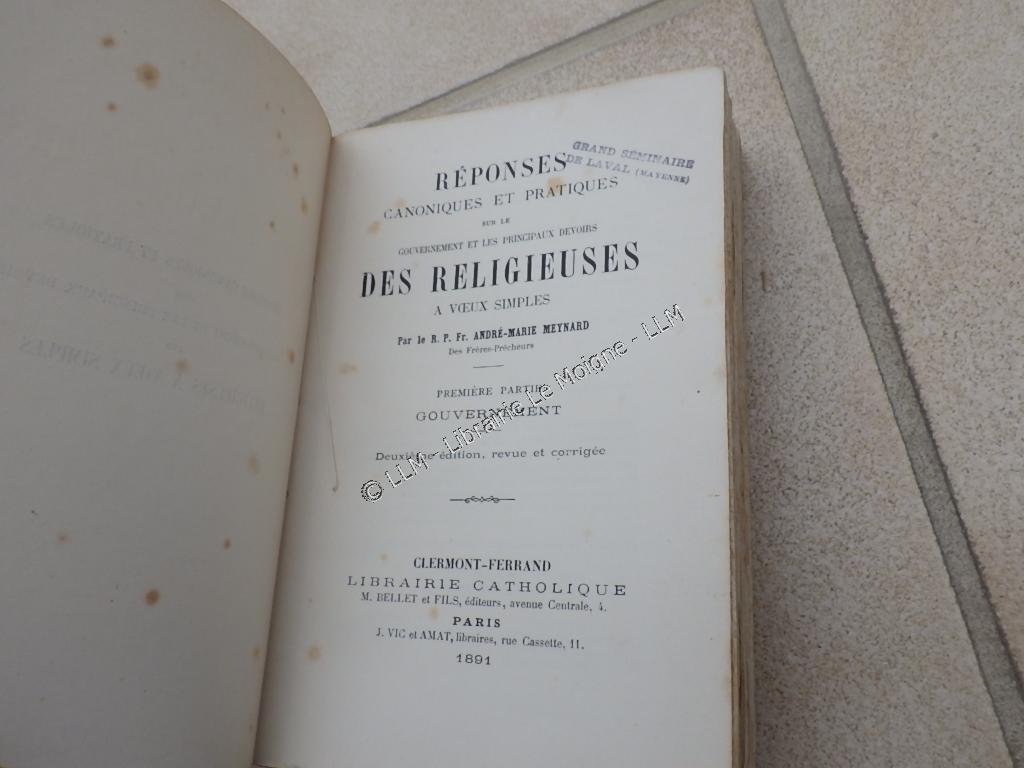 GRAND SÉMINAIRE
DE LAVAL (MAYENNE)
RÉPONSES
CANONIQUES ET PRATIQUES
SUR LE
GOUVERNEMENT ET LES PRINCIPAUX DEVOIRS
DES RELIGIEUSES
A VŒUX SIMPLES
Par le R. P. Fr. ANDRÉ-MARIE MEYNARD
Des Frères-Prêcheurs
PREMIÈRE PARTIE
GOUVERNEMENT
Deuxième édition, revue et corrigée
CLERMONT-FERRAND
LIBRAIRIE CATHOLIQUE
M. BELLET et FILS, éditeurs, avenue Centrale, 4.
PARIS
J. VIC et AMAT, libraires, rue Cassette, 11.
1891
© LLM - Librairie Le Moigne - LLM